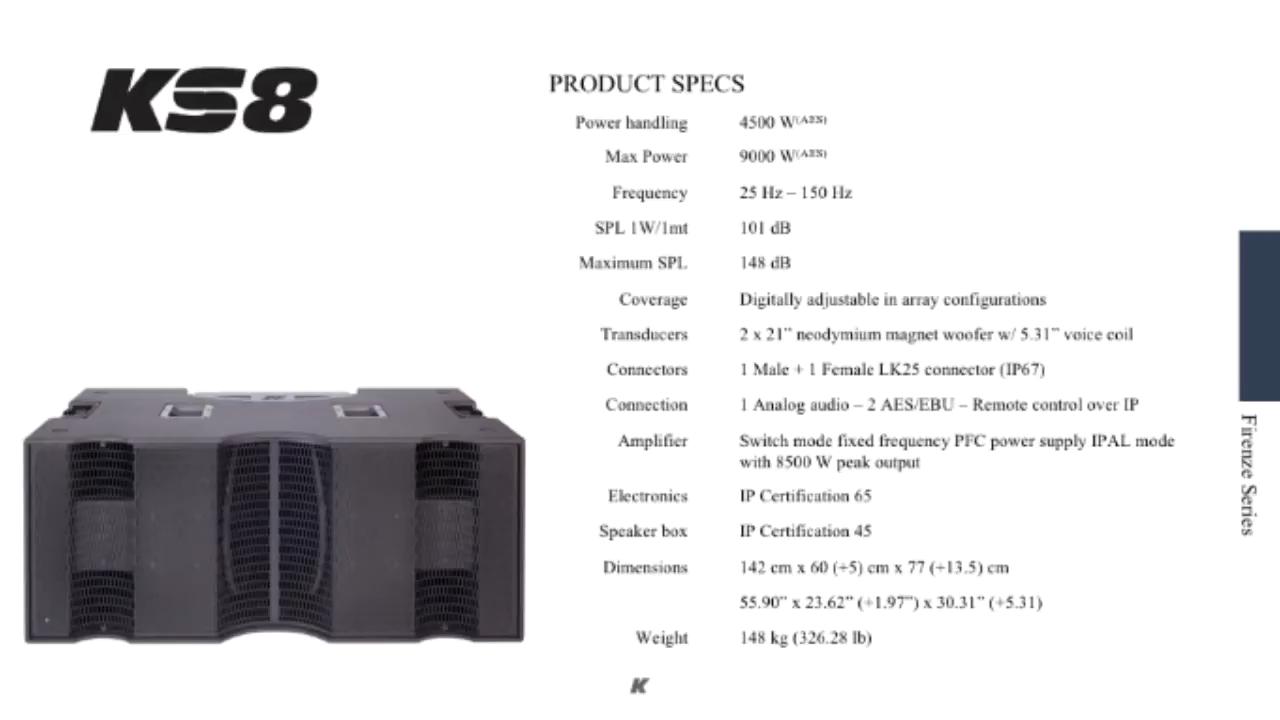 KS8
PRODUCT SPECS
Power handling 4500 W(AES)
Max Power 9000 W(AES)
Frequency 25 Hz – 150 Hz
SPL 1W/1mt 101 dB
Maximum SPL 148 dB
Coverage Digitally adjustable in array configurations
Transducers 2 x 21” neodymium magnet woofer w/ 5.31” voice coil
Connectors 1 Male + 1 Female LK25 connector (IP67)
Connection 1 Analog audio – 2 AES/EBU – Remote control over IP
Amplifier Switch mode fixed frequency PFC power supply IPAL mode
with 8500 W peak output
Electronics IP Certification 65
Speaker box IP Certification 45
Dimensions 142 cm x 60 (+5) cm x 77 (+13.5) cm
55.90” x 23.62” (+1.97”) x 30.31” (+5.31)
Weight 148 kg (326.28 lb)
Firenze Series
K